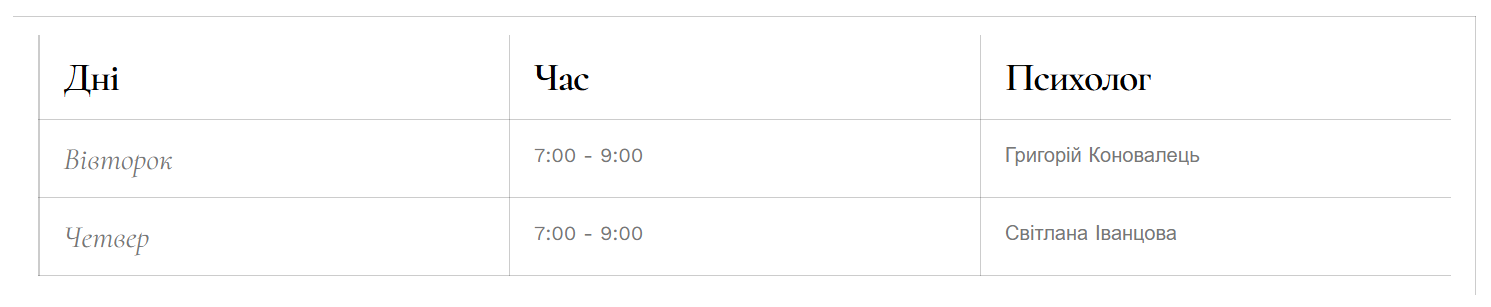 Дні Час Психолог
Вівторок 7:00 - 9:00 Григорій Коновалець
Четвер 7:00 - 9:00 Світлана Іванцова